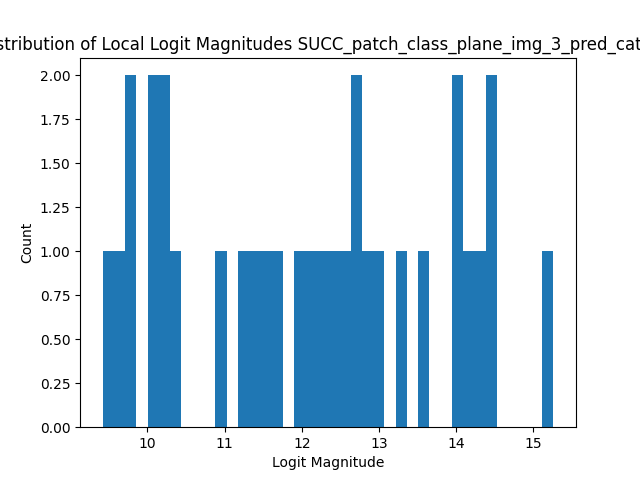 stribution of Local Logit Magnitudes SUCC_patch_class_plane_img_3_pred_cat
2.00
1.75
1.50
1.25
1.00
0.75
0.50
0.25
0.00
Count
10 11 12 13 14 15
Logit Magnitude